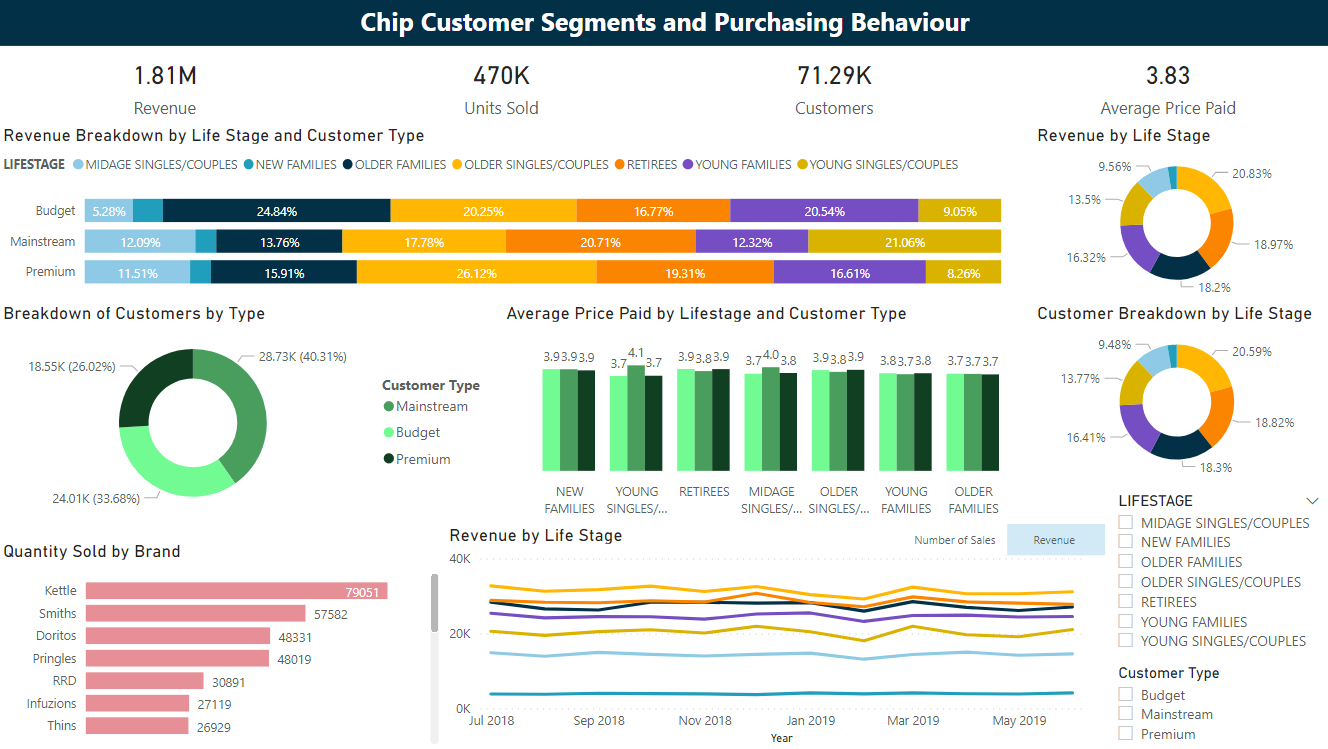 Chip Customer Segments and Purchasing Behaviour
1.81M
Revenue
470K
Units Sold
71.29K
Customers
3.83
Average Price Paid
Revenue Breakdown by Life Stage and Customer Type
LIFESTAGE MIDAGE SINGLES/COUPLES NEW FAMILIES OLDER FAMILIES OLDER SINGLES/COUPLES RETIREES YOUNG FAMILIES YOUNG SINGLES/COUPLES
Budget 5.28% 24.84% 20.25% 16.77% 20.54% 9.05%
Mainstream 12.09% 13.76% 17.78% 20.71% 12.32% 21.06%
Premium 11.51% 15.91% 26.12% 19.31% 16.61% 8.26%
Revenue by Life Stage
9.56%
20.83%
13.5%
18.97%
16.32%
18.2%
Breakdown of Customers by Type
18.55K (26.02%)
28.73K (40.31%)
24.01K (33.68%)
Customer Type
Mainstream
Budget
Premium
Average Price Paid by Lifestage and Customer Type
3.9 3.9 3.9 3.7 4.1 3.7 3.9 3.8 3.9 3.7 4.0 3.8 3.9 3.8 3.9 3.8 3.7 3.8 3.7 3.7 3.7
NEW FAMILIES
YOUNG SINGLES/...
RETIREES
MIDAGE SINGLES/...
OLDER SINGLES/...
YOUNG FAMILIES
OLDER FAMILIES
Customer Breakdown by Life Stage
9.48%
20.59%
13.77%
18.82%
16.41%
18.3%
Quantity Sold by Brand
Kettle 79051
Smiths 57582
Doritos 48331
Pringles 48019
RRD 30891
Infuzions 27119
Thins 26929
Revenue by Life Stage
Number of Sales
Revenue
40K
20K
0K
Jul 2018 Sep 2018 Nov 2018 Jan 2019 Mar 2019 May 2019
Year
LIFESTAGE
MIDAGE SINGLES/COUPLES
NEW FAMILIES
OLDER FAMILIES
OLDER SINGLES/COUPLES
RETIREES
YOUNG FAMILIES
YOUNG SINGLES/COUPLES
Customer Type
Budget
Mainstream
Premium